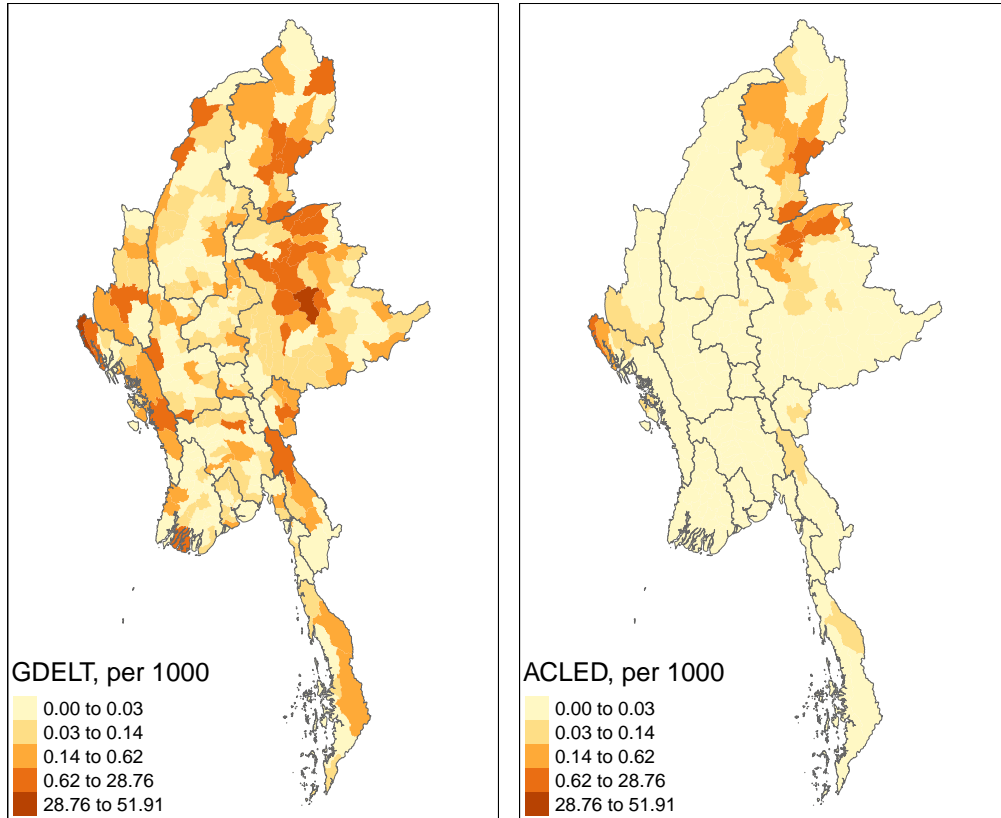 GDELT, per 1000
0.00 to 0.03
0.03 to 0.14
0.14 to 0.62
0.62 to 28.76
28.76 to 51.91
ACLED, per 1000
0.00 to 0.03
0.03 to 0.14
0.14 to 0.62
0.62 to 28.76
28.76 to 51.91